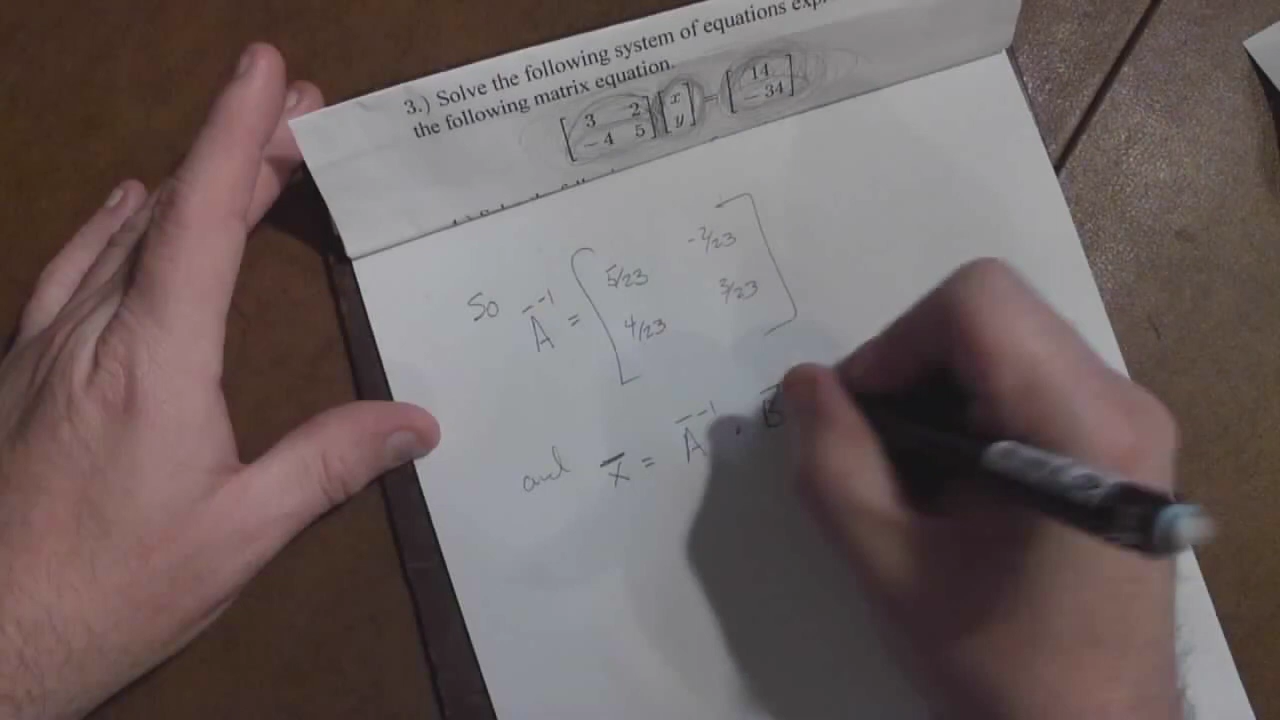 3.) Solve the following system of equations
the following matrix equation.
[ 3 2 ] [ x ] = [ 14 ]
[ -4 5 ] [ y ] [ -34 ]
So A⁻¹ = [ 5/23 -2/23 ]
[ 4/23 3/23 ]
and X̄ = Ā⁻¹ · B̄